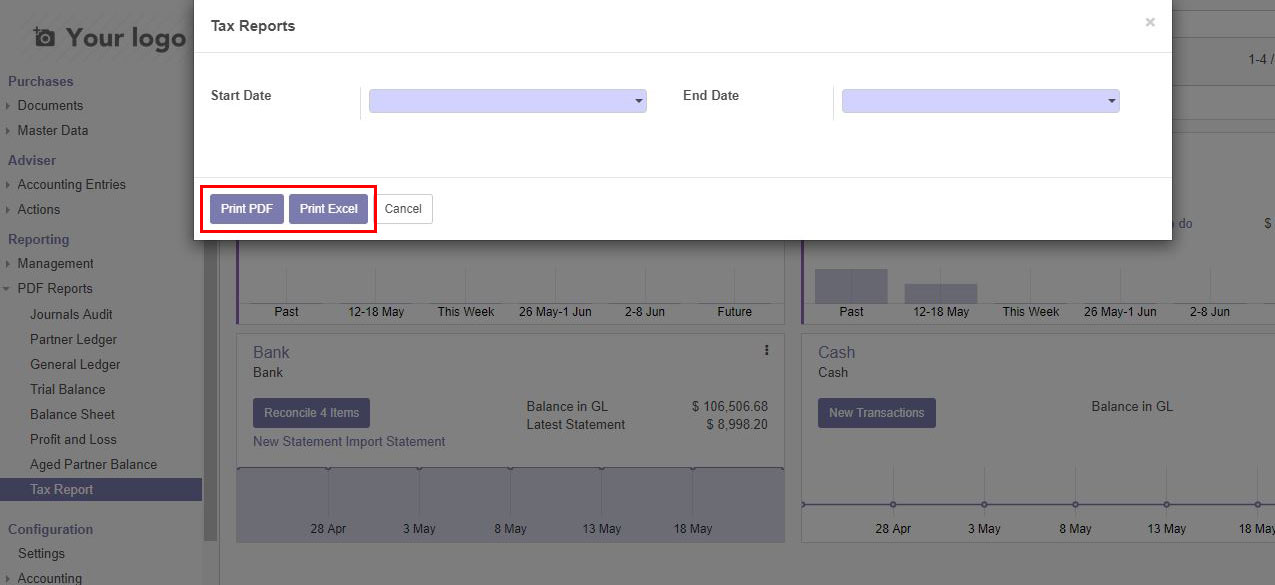 Your logo
Purchases
Documents
Master Data
Adviser
Accounting Entries
Actions
Reporting
Management
PDF Reports
Journals Audit
Partner Ledger
General Ledger
Trial Balance
Balance Sheet
Profit and Loss
Aged Partner Balance
Tax Report
Configuration
Settings
Accounting
Tax Reports ×
Start Date End Date
Print PDF Print Excel Cancel
1-4 /
do $
Past 12-18 May This Week 26 May-1 Jun 2-8 Jun Future
Past 12-18 May This Week 26 May-1 Jun 2-8 Jun
Bank
Bank
Reconcile 4 Items
Balance in GL $ 106,506.68
Latest Statement $ 8,998.20
New Statement Import Statement
28 Apr 3 May 8 May 13 May 18 May
Cash
Cash
New Transactions Balance in GL
28 Apr 3 May 8 May 13 May 18 May